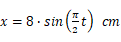 x = 8 · sin(π/2 t) cm